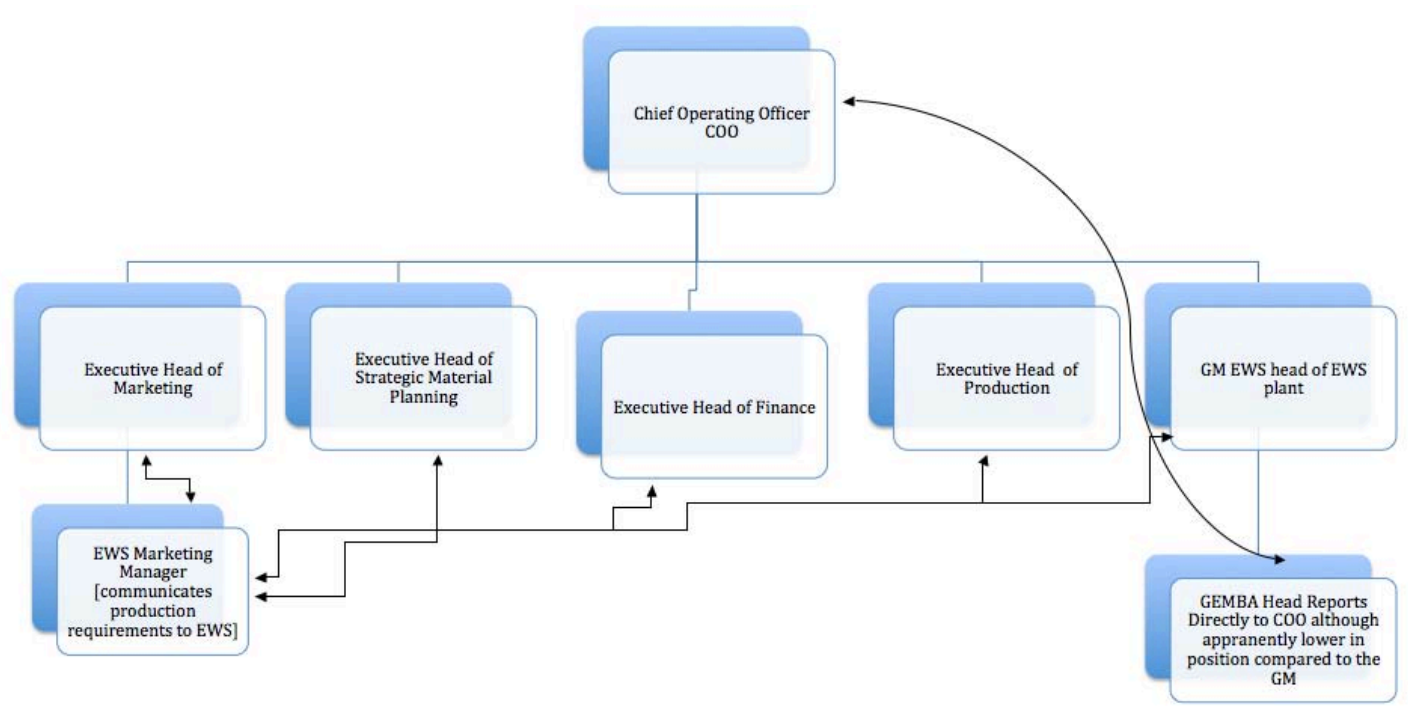 Chief Operating Officer
COO
Executive Head of
Marketing
Executive Head of
Strategic Material
Planning
Executive Head of Finance
Executive Head  of
Production
GM EWS head of EWS
plant
EWS Marketing
Manager
[communicates
production
requirements to EWS]
GEMBA Head Reports
Directly to COO although
appranently lower in
position compared to the
GM